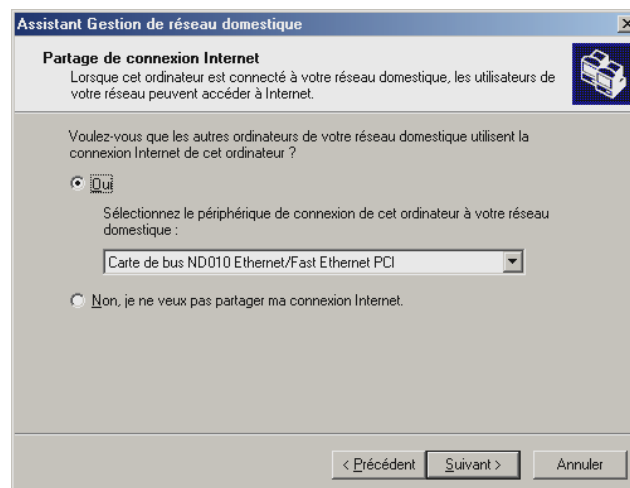 Assistant Gestion de réseau domestique
Partage de connexion Internet
Lorsque cet ordinateur est connecté à votre réseau domestique, les utilisateurs de
votre réseau peuvent accéder à Internet.
Voulez-vous que les autres ordinateurs de votre réseau domestique utilisent la
connexion Internet de cet ordinateur ?
Oui
Sélectionnez le périphérique de connexion de cet ordinateur à votre réseau
domestique :
Carte de bus ND010 Ethernet/Fast Ethernet PCI
Non, je ne veux pas partager ma connexion Internet.
< Précédent Suivant > Annuler